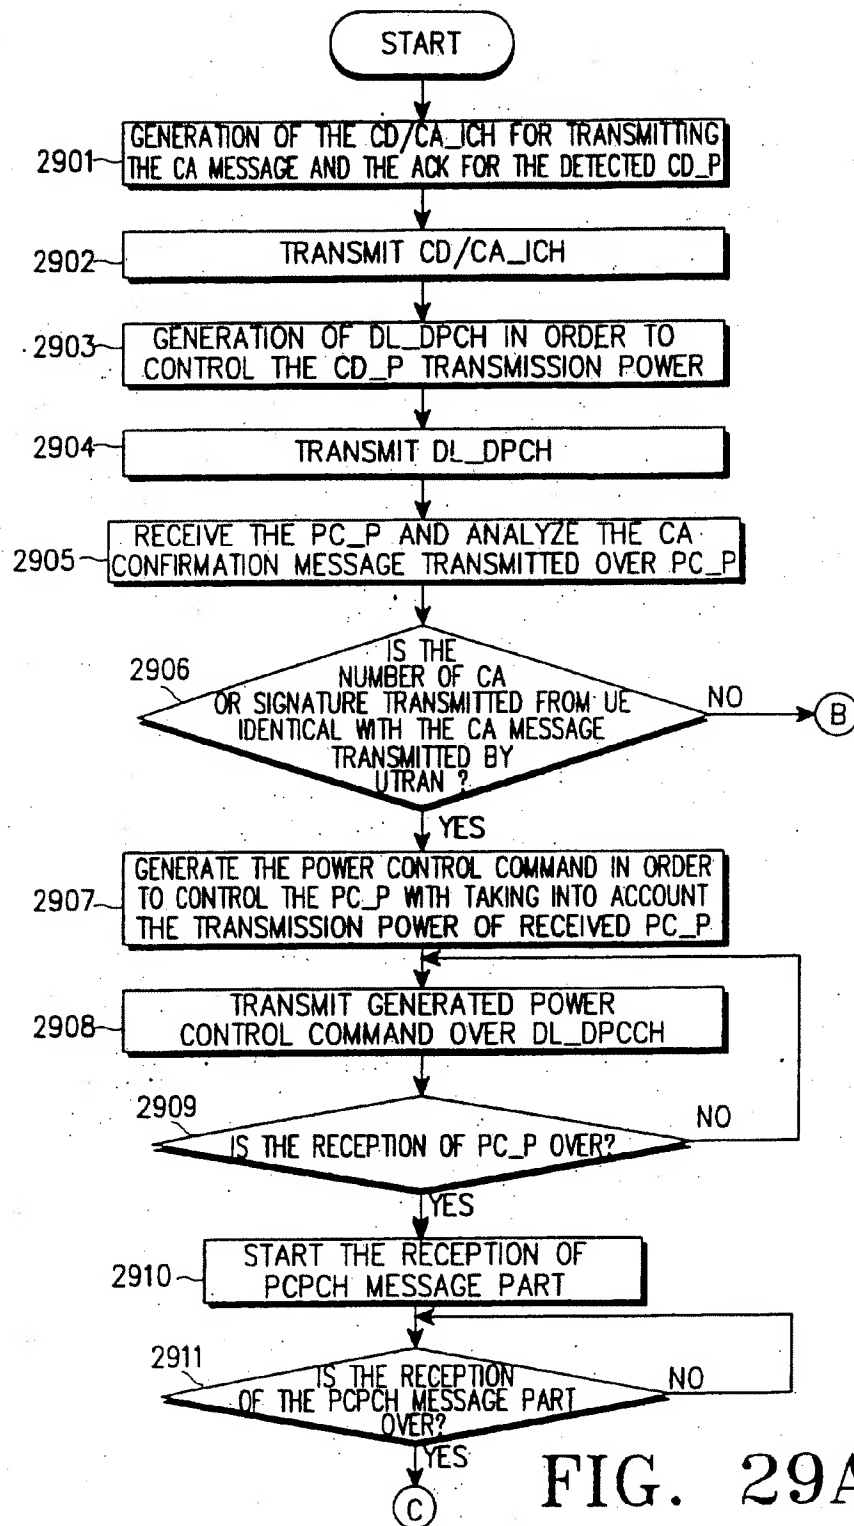 START
2901
GENERATION OF THE CD/CA_ICH FOR TRANSMITTING
THE CA MESSAGE AND THE ACK FOR THE DETECTED CD_P
2902
TRANSMIT CD/CA_ICH
2903
GENERATION OF DL_DPCH IN ORDER TO
CONTROL THE CD_P TRANSMISSION POWER
2904
TRANSMIT DL_DPCH
2905
RECEIVE THE PC_P AND ANALYZE THE CA
CONFIRMATION MESSAGE TRANSMITTED OVER PC_P
2906
IS THE
NUMBER OF CA
OR SIGNATURE TRANSMITTED FROM UE
IDENTICAL WITH THE CA MESSAGE
TRANSMITTED BY
UTRAN ?
NO
B
YES
2907
GENERATE THE POWER CONTROL COMMAND IN ORDER
TO CONTROL THE PC_P WITH TAKING INTO ACCOUNT
THE TRANSMISSION POWER OF RECEIVED PC_P
2908
TRANSMIT GENERATED POWER
CONTROL COMMAND OVER DL_DPCCH
2909
IS THE RECEPTION OF PC_P OVER?
NO
YES
2910
START THE RECEPTION OF
PCPCH MESSAGE PART
2911
IS THE RECEPTION
OF THE PCPCH MESSAGE PART
OVER?
NO
YES
C
FIG. 29A